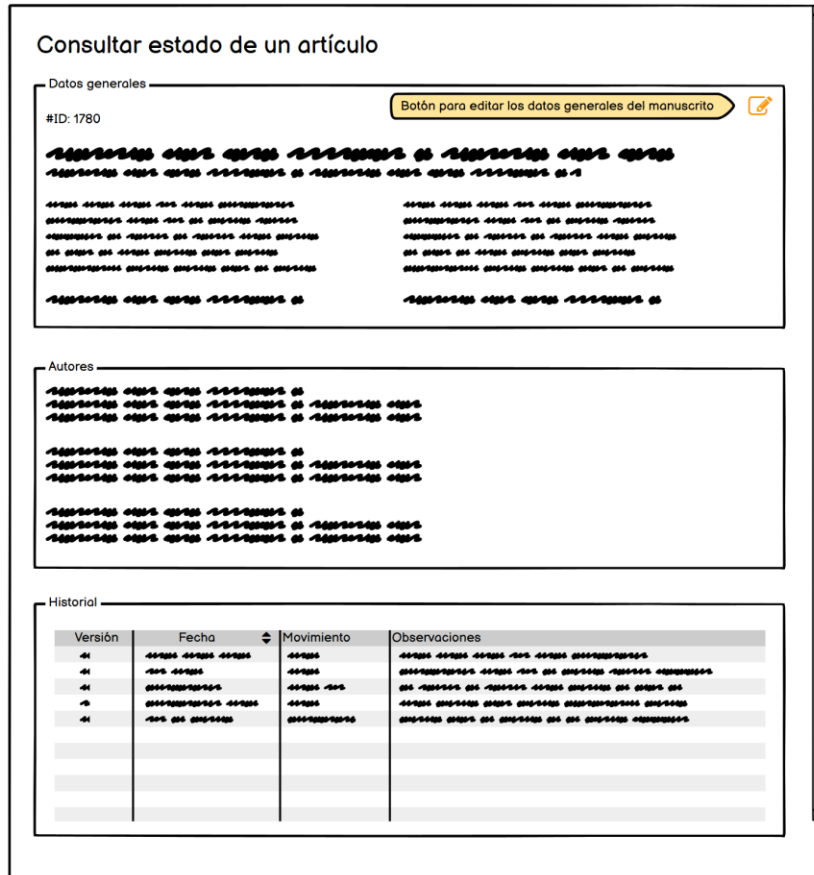 Consultar estado de un artículo
Datos generales
Botón para editar los datos generales del manuscrito
#ID: 1780
Autores
Historial
Versión Fecha Movimiento Observaciones